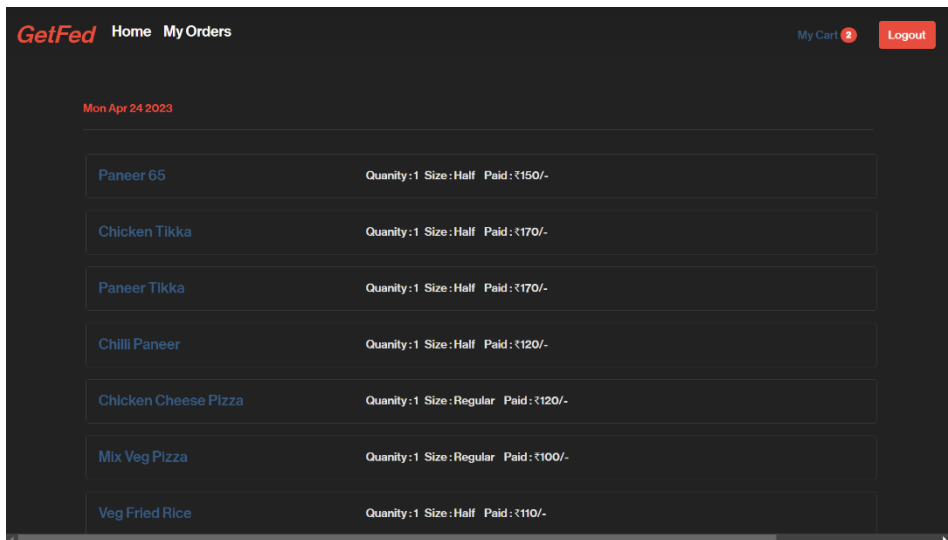 GetFed Home My Orders My Cart 2 Logout
Mon Apr 24 2023
Paneer 65 Quanity : 1 Size : Half Paid : ₹150/-
Chicken Tikka Quanity : 1 Size : Half Paid : ₹170/-
Paneer Tikka Quanity : 1 Size : Half Paid : ₹170/-
Chilli Paneer Quanity : 1 Size : Half Paid : ₹120/-
Chicken Cheese Pizza Quanity : 1 Size : Regular Paid : ₹120/-
Mix Veg Pizza Quanity : 1 Size : Regular Paid : ₹100/-
Veg Fried Rice Quanity : 1 Size : Half Paid : ₹110/-